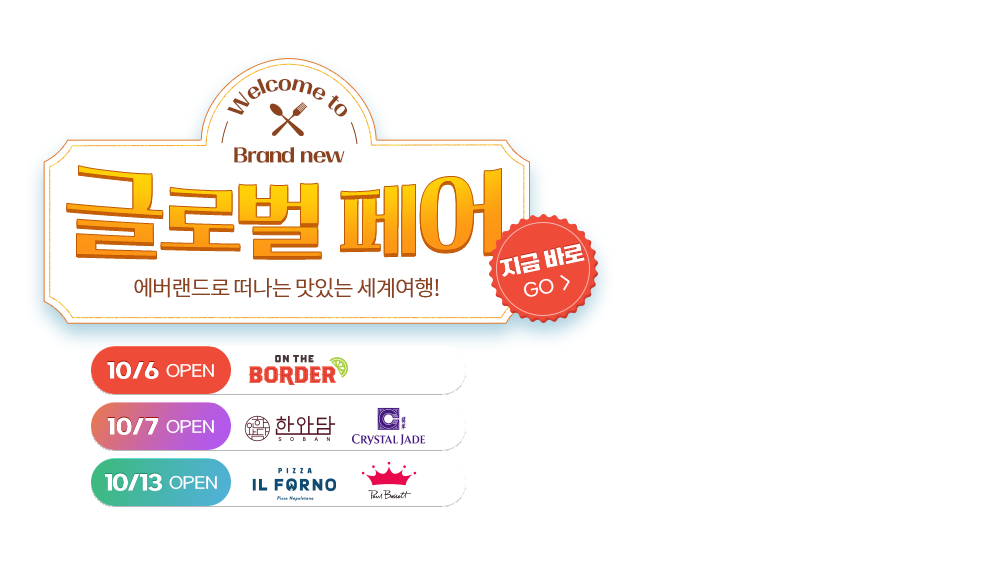 Welcome to
Brand new
글로벌 페어
에버랜드로 떠나는 맛있는 세계여행!
지금 바로
GO >
10/6 OPEN
ON THE
BORDER
10/7 OPEN
한와담
SOBAN
CRYSTAL JADE
10/13 OPEN
PIZZA
IL FORNO
Pizza Napoletana
Paul Bassett